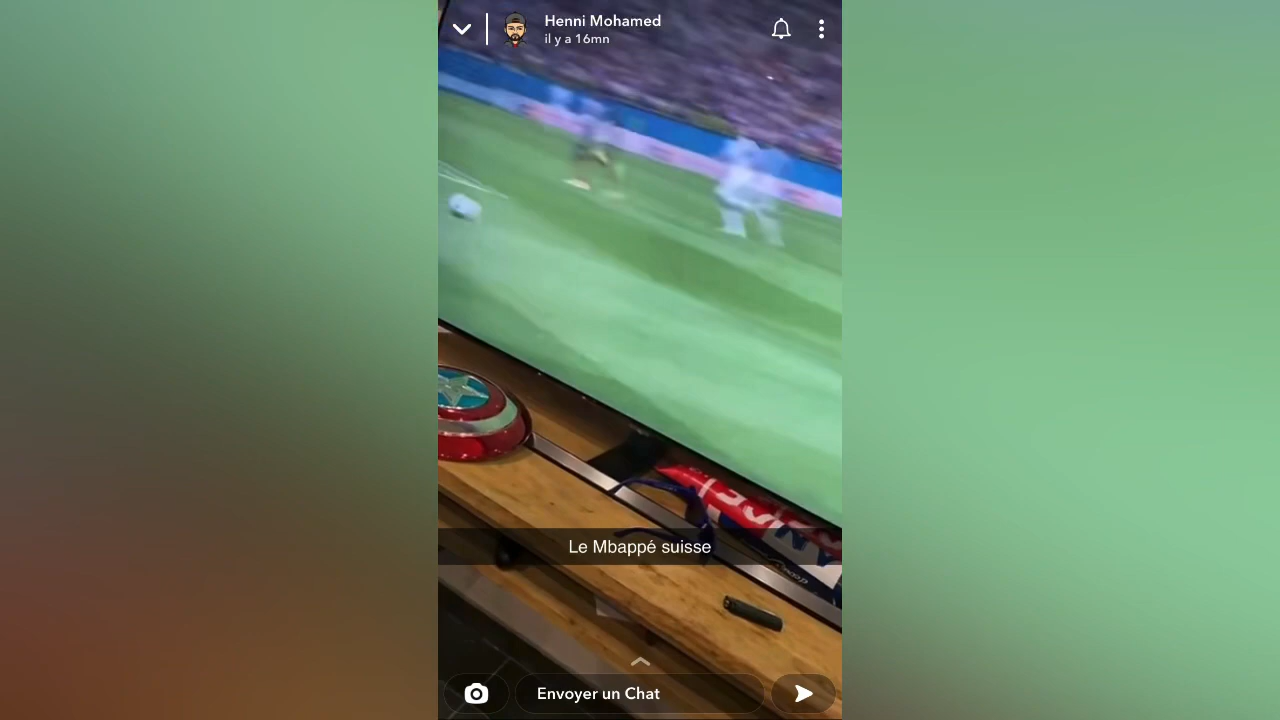 Henni Mohamed
il y a 16mn
Le Mbappé suisse
Envoyer un Chat